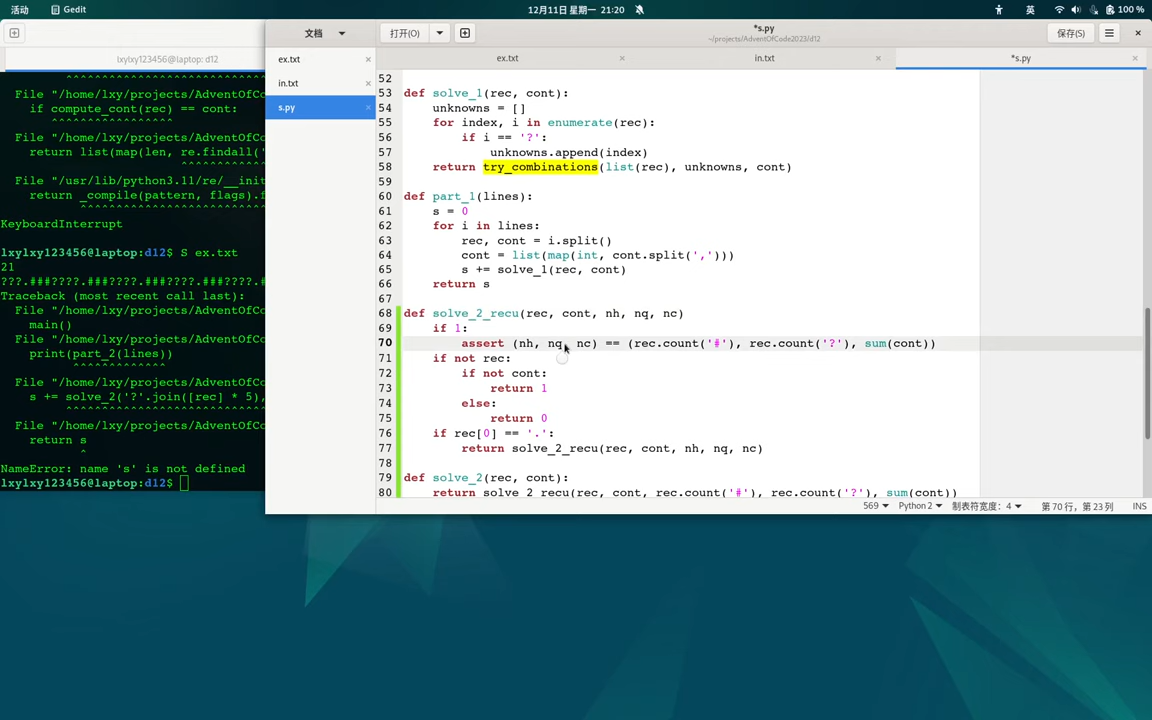 活动 Gedit 12月11日 星期一 21:20 英 100 %
lxylxy123456@laptop: d12
^^^^^^^^^^^^^^^^^^^^^^^^^^^^
File "/home/lxy/projects/AdventOfC
if compute_cont(rec) == cont:
^^^^^^^^^^^^^^^^^
File "/home/lxy/projects/AdventOfC
return list(map(len, re.findall('
^^^^^^^^^^^^^
File "/usr/lib/python3.11/re/__init
return _compile(pattern, flags).f
^^^^^^^^^^^^^^^^^^^^^^^^^
KeyboardInterrupt
lxylxy123456@laptop:d12$ S ex.txt
21
???.###????.###????.###????.###????.#
Traceback (most recent call last):
File "/home/lxy/projects/AdventOfCo
main()
File "/home/lxy/projects/AdventOfCo
print(part_2(lines))
^^^^^^^^^^^^^
File "/home/lxy/projects/AdventOfCo
s += solve_2('?'.join([rec] * 5),
^^^^^^^^^^^^^^^^^^^^^^^^^^^^
File "/home/lxy/projects/AdventOfCo
return s
^
NameError: name 's' is not defined
lxylxy123456@laptop:d12$
文档 打开(O) *s.py 保存(S)
~/projects/AdventOfCode2023/d12
ex.txt
in.txt
s.py
ex.txt in.txt *s.py
52
53 def solve_1(rec, cont):
54 unknowns = []
55 for index, i in enumerate(rec):
56 if i == '?':
57 unknowns.append(index)
58 return try_combinations(list(rec), unknowns, cont)
59
60 def part_1(lines):
61 s = 0
62 for i in lines:
63 rec, cont = i.split()
64 cont = list(map(int, cont.split(',')))
65 s += solve_1(rec, cont)
66 return s
67
68 def solve_2_recu(rec, cont, nh, nq, nc):
69 if 1:
70 assert (nh, nq, nc) == (rec.count('#'), rec.count('?'), sum(cont))
71 if not rec:
72 if not cont:
73 return 1
74 else:
75 return 0
76 if rec[0] == '.':
77 return solve_2_recu(rec, cont, nh, nq, nc)
78
79 def solve_2(rec, cont):
80 return solve_2_recu(rec, cont, rec.count('#'), rec.count('?'), sum(cont))
569 Python 2 制表符宽度：4 第 70 行，第 23 列 INS